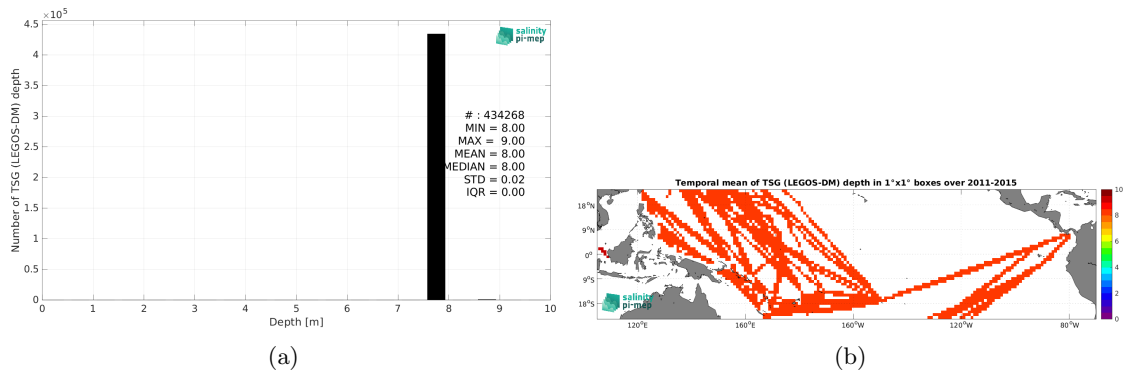 ×10⁵
4.5
4
3.5
3
2.5
2
1.5
1
0.5
0
Number of TSG (LEGOS-DM) depth
salinity
pi-mep
# : 434268
MIN = 8.00
MAX = 9.00
MEAN = 8.00
MEDIAN = 8.00
STD = 0.02
IQR = 0.00
0 1 2 3 4 5 6 7 8 9 10
Depth [m]
(a)
Temporal mean of TSG (LEGOS-DM) depth in 1°x1° boxes over 2011-2015
18°N
9°N
0°
9°S
18°S
salinity
pi-mep
120°E 160°E 160°W 120°W 80°W
10
8
6
4
2
0
(b)